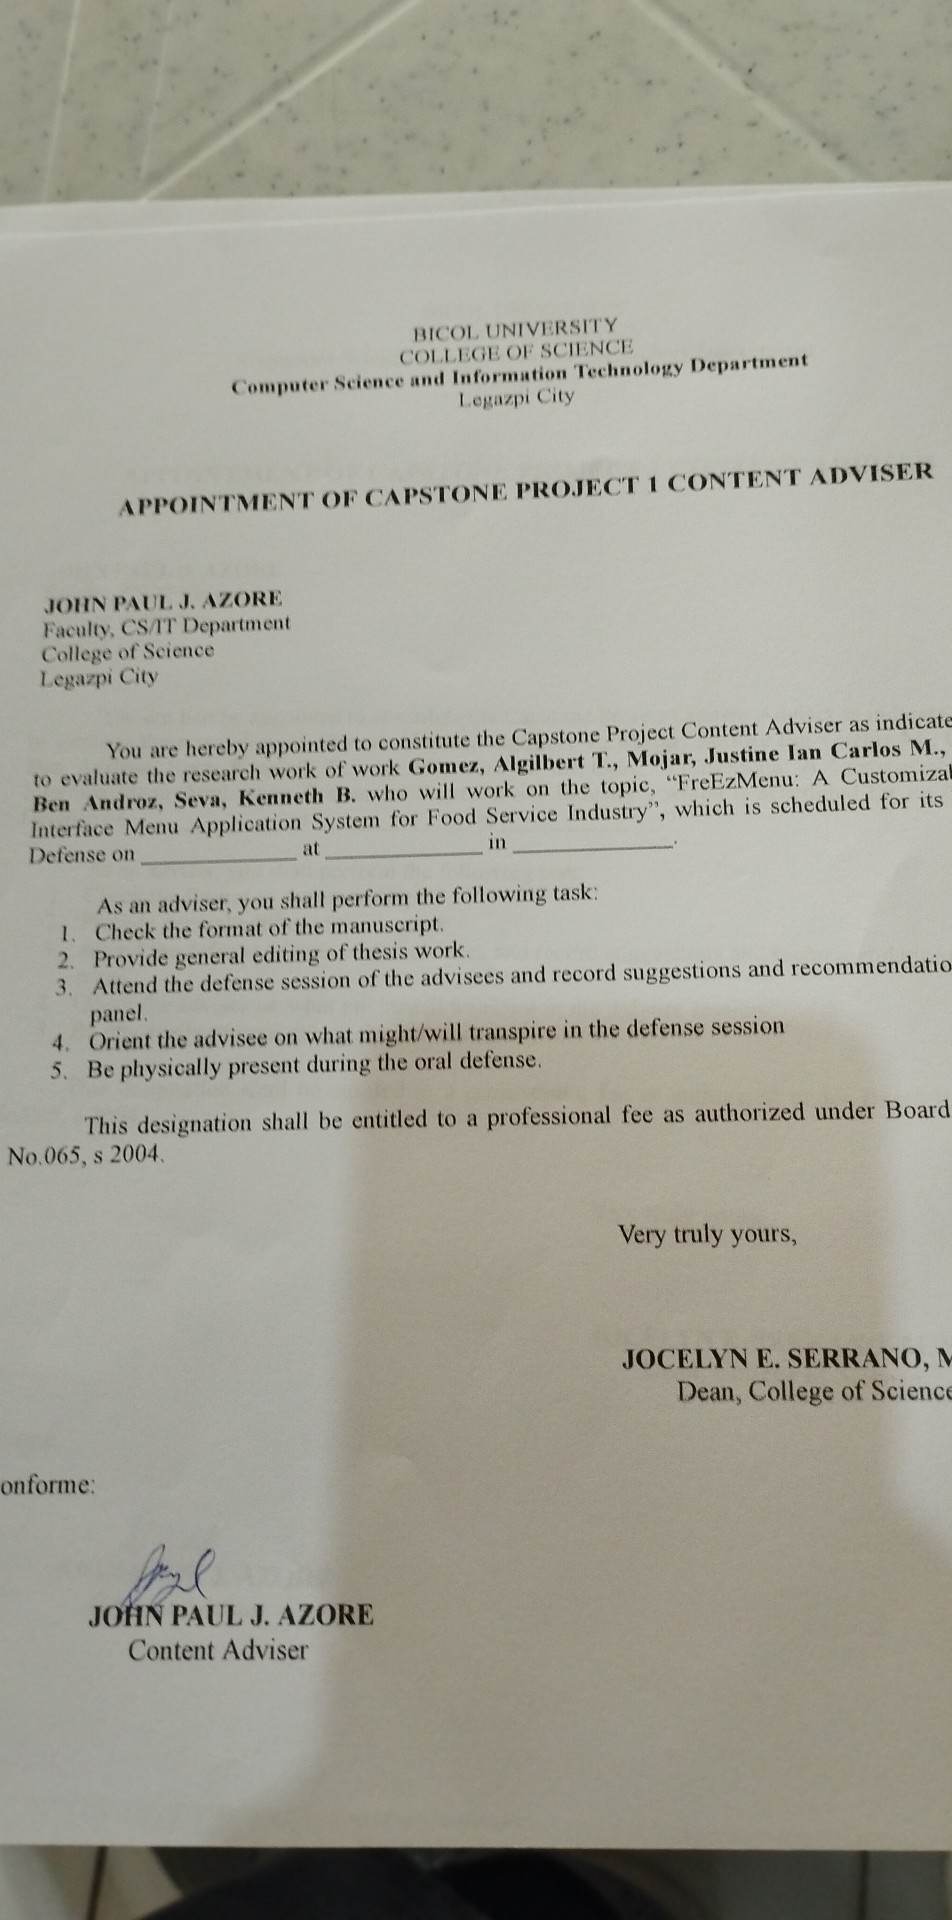 BICOL UNIVERSITY
COLLEGE OF SCIENCE
Computer Science and Information Technology Department
Legazpi City
APPOINTMENT OF CAPSTONE PROJECT 1 CONTENT ADVISER
JOHN PAUL J. AZORE
Faculty, CS/IT Department
College of Science
Legazpi City
You are hereby appointed to constitute the Capstone Project Content Adviser as indicate
to evaluate the research work of work Gomez, Algilbert T., Mojar, Justine Ian Carlos M.,
Ben Androz, Seva, Kenneth B. who will work on the topic, “FreEzMenu: A Customizal
Interface Menu Application System for Food Service Industry”, which is scheduled for its
Defense on ____________ at ____________ in ____________.
As an adviser, you shall perform the following task:
1. Check the format of the manuscript.
2. Provide general editing of thesis work.
3. Attend the defense session of the advisees and record suggestions and recommendatio
panel.
4. Orient the advisee on what might/will transpire in the defense session
5. Be physically present during the oral defense.
This designation shall be entitled to a professional fee as authorized under Board
No.065, s 2004.
Very truly yours,
JOCELYN E. SERRANO, M
Dean, College of Science
onforme:
JOHN PAUL J. AZORE
Content Adviser